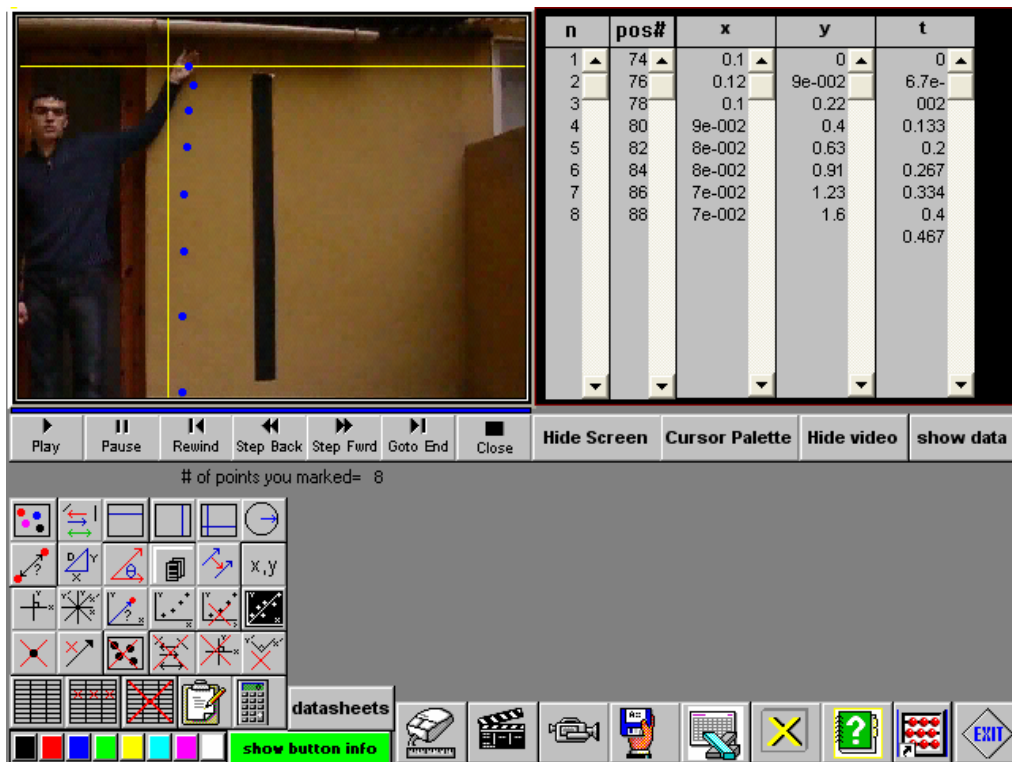 n pos# x y t
1 74 0.1 0 0
2 76 0.12 9e-002 6.7e-
3 78 0.1 0.22 002
4 80 9e-002 0.4 0.133
5 82 8e-002 0.63 0.2
6 84 8e-002 0.91 0.267
7 86 7e-002 1.23 0.334
8 88 7e-002 1.6 0.4
0.467
Play Pause Rewind Step Back Step Fwrd Goto End Close Hide Screen Cursor Palette Hide video show data
# of points you marked= 8
? D Y X θ x,y
datasheets
show button info
A:
?
EXIT